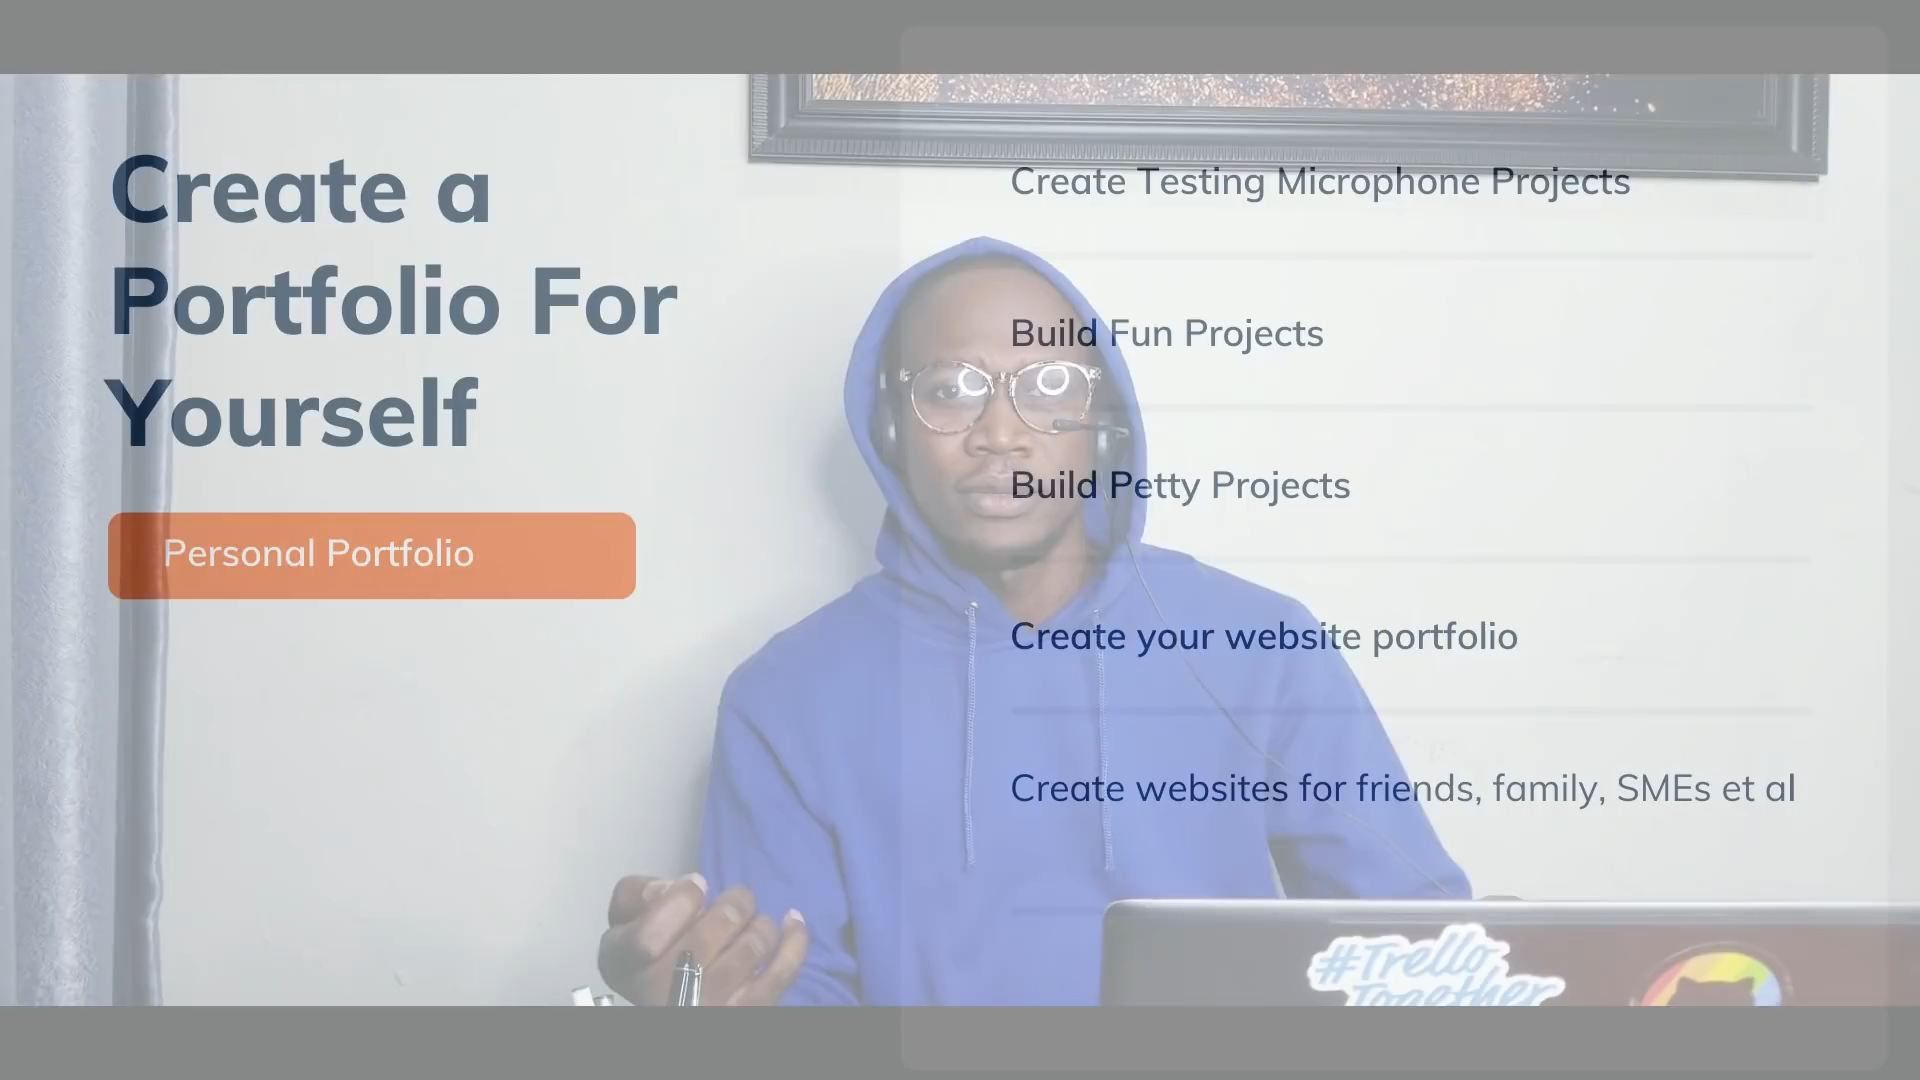 Create a
Portfolio For
Yourself
Personal Portfolio
Create Testing Microphone Projects
Build Fun Projects
Build Petty Projects
Create your website portfolio
Create websites for friends, family, SMEs et al
#Trello
Together